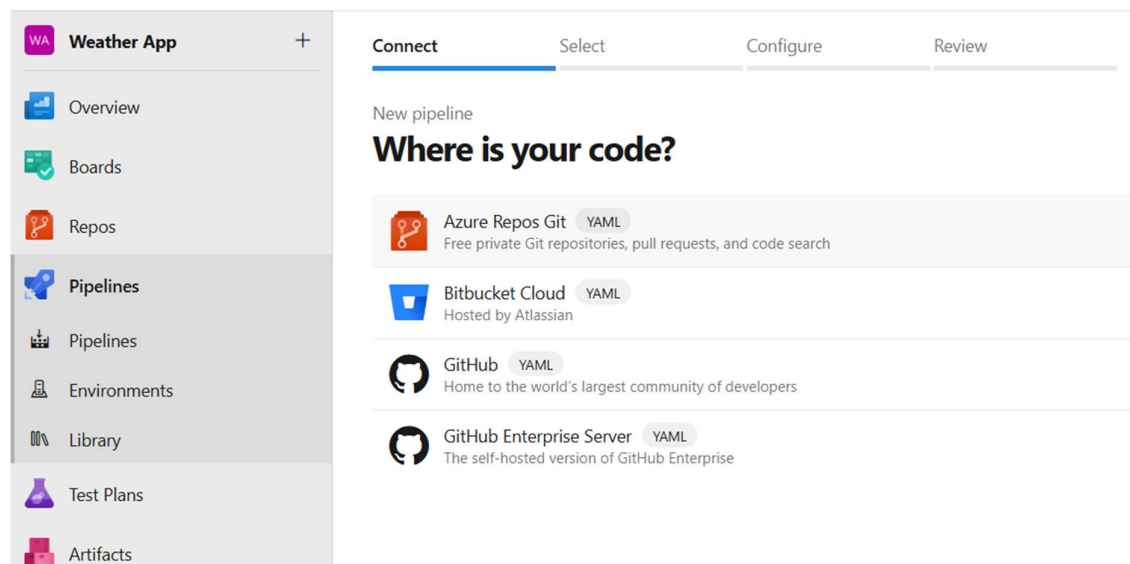 WA Weather App +
Overview
Boards
Repos
Pipelines
Pipelines
Environments
Library
Test Plans
Artifacts
Connect Select Configure Review
New pipeline
Where is your code?
Azure Repos Git YAML
Free private Git repositories, pull requests, and code search
Bitbucket Cloud YAML
Hosted by Atlassian
GitHub YAML
Home to the world's largest community of developers
GitHub Enterprise Server YAML
The self-hosted version of GitHub Enterprise